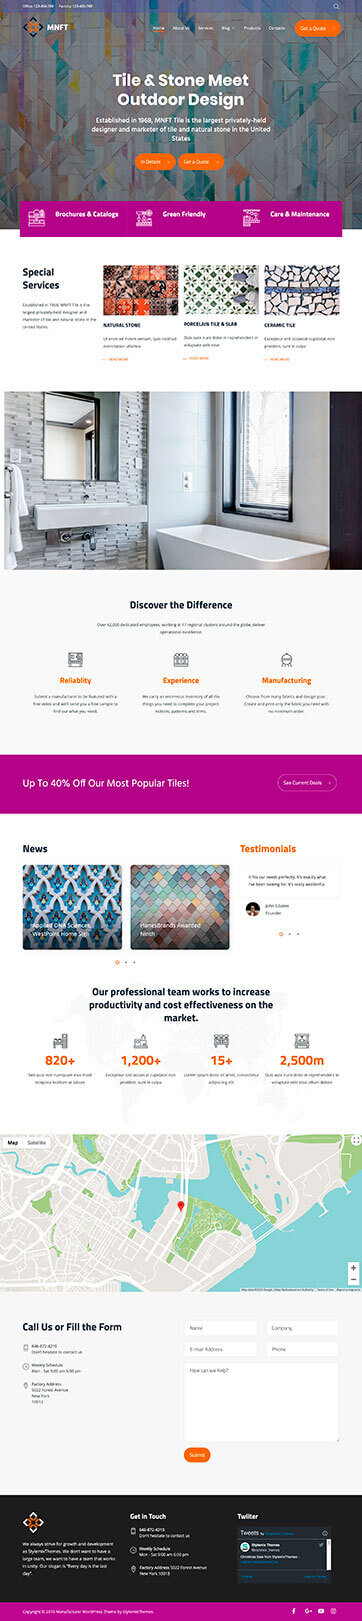 Office: 123-456-789 Factory: 123-456-789
MNFT
Home About Us Services Blog Products Contacts
Get a Quote
Tile & Stone Meet
Outdoor Design
Established in 1968, MNFT Tile is the largest privately-held
designer and marketer of tile and natural stone in the United
States
In Details
Get a Quote
Brochures & Catalogs
Green Friendly
Care & Maintenance
Special
Services
Established in 1968, MNFT Tile is the
largest privately-held designer and
marketer of tile and natural stone in the
United States
NATURAL STONE
Ut enim ad minim veniam, quis nostrud
exercitation ullamco
READ MORE
PORCELAIN TILE & SLAB
Duis aute irure dolor in reprehenderit in
voluptate velit esse
READ MORE
CERAMIC TILE
Excepteur sint occaecat cupidatat non
proident, sunt in culpa
READ MORE
Discover the Difference
Over 42,000 dedicated employees, working in 17 regional clusters around the globe, deliver
operational excellence.
Reliablity
Submit a manufacturer to be featured with a
free video and we'll send you a free sample to
find out what you need.
Experience
We carry an enormous inventory of all the
things you need to complete your project
notions, patterns and trims.
Manufacturing
Choose from many fabrics and design your
Create and print only the fabric you need with
no minimum order.
Up To 40% Off Our Most Popular Tiles!
See Current Deals
News
Applied DNA Sciences,
WestPoint Home Sign
HanesBrands Awarded
Ninth
Testimonials
It fits our needs perfectly. It's exactly what
I've been looking for. It's really wonderful.
John S.Gates
Founder
Our professional team works to increase
productivity and cost effectiveness on the
market.
820+
Sed quia non numquam eius modi
tempora incidunt ut labore
1,200+
Excepteur sint occaecat cupidatat non
proident, sunt in culpa
15+
Lorem ipsum dolor sit amet, consectetur
adipiscing elit
2,500m
Duis aute irure dolor in reprehenderit in
voluptate velit esse cillum dolore
Map Satellite
Call Us or Fill the Form
646-872-4210
Don't hesitate to contact us
Weekly Schedule
Mon - Sat 9:00 am 6:00 pm
Factory Address
5022 Forest Avenue
New York
10013
Name
Company
E-mail Address
Phone
How can we help?
Submit
We always strive for growth and development
as StylemixThemes. We don't want to have a
large team, we want to have a team that works
in unity. Our slogan is "Every day is the last
day".
Get in Touch
646-872-4210
Don't hesitate to contact us
Weekly Schedule
Mon - Sat 9:00 am 6:00 pm
Factory Address 5022 Forest Avenue
New York 10013
Twiiter
Tweets
Stylemix Themes
Christmas Sale from StylemixThemes -
Copyright © 2019 Manufacturer WordPress Theme by StylemixThemes